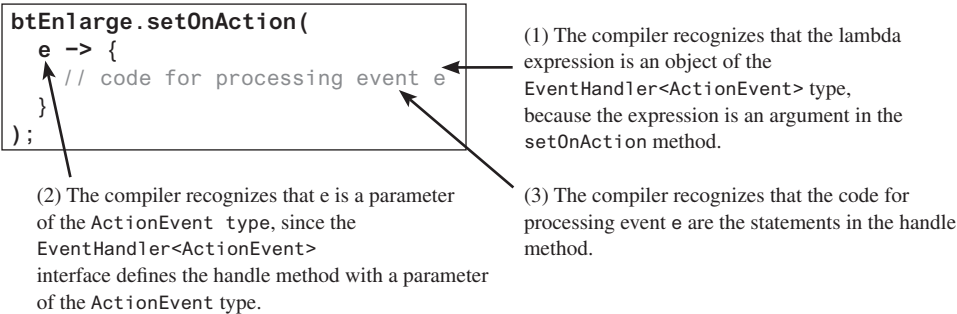 btEnlarge.setOnAction(
e -> {
// code for processing event e
}
);
(1) The compiler recognizes that the lambda
expression is an object of the
EventHandler<ActionEvent> type,
because the expression is an argument in the
setOnAction method.
(2) The compiler recognizes that e is a parameter
of the ActionEvent type, since the
EventHandler<ActionEvent>
interface defines the handle method with a parameter
of the ActionEvent type.
(3) The compiler recognizes that the code for
processing event e are the statements in the handle
method.